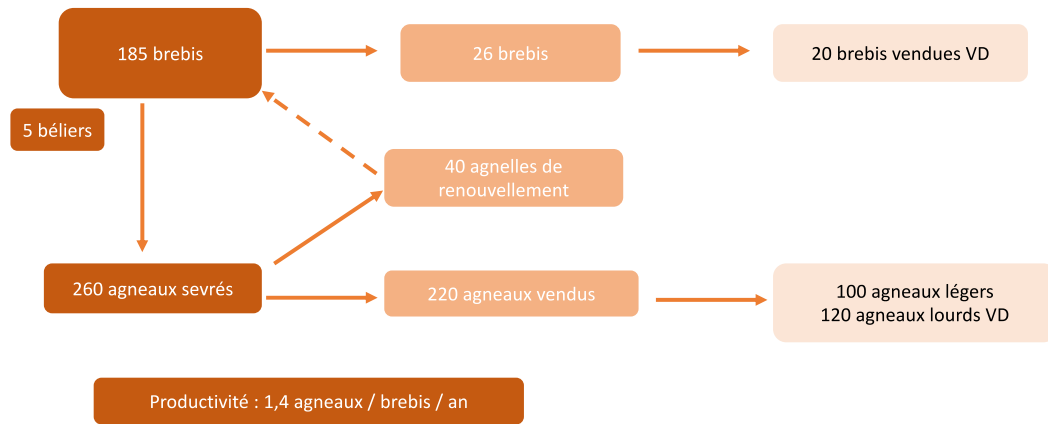 185 brebis
26 brebis
20 brebis vendues VD
5 béliers
40 agnelles de
renouvellement
260 agneaux sevrés
220 agneaux vendus
100 agneaux légers
120 agneaux lourds VD
Productivité : 1,4 agneaux / brebis / an